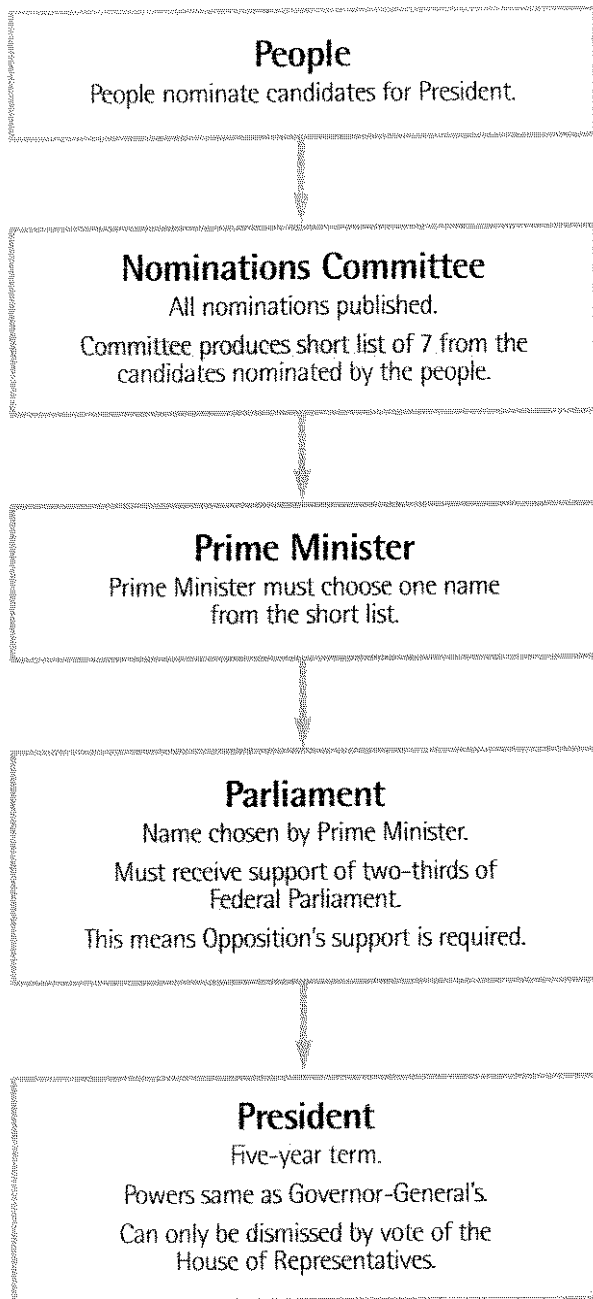 People
People nominate candidates for President.
Nominations Committee
All nominations published.
Committee produces short list of 7 from the
candidates nominated by the people.
Prime Minister
Prime Minister must choose one name
from the short list.
Parliament
Name chosen by Prime Minister.
Must receive support of two-thirds of
Federal Parliament.
This means Opposition's support is required.
President
Five-year term.
Powers same as Governor-General's.
Can only be dismissed by vote of the
House of Representatives.